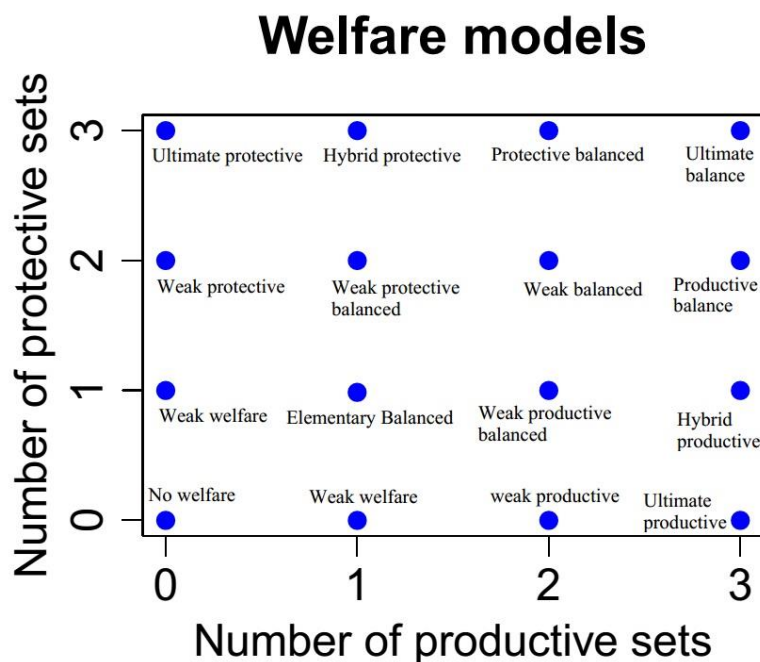 Welfare models
Number of protective sets
3
Ultimate protective
Hybrid protective
Protective balanced
Ultimate
balance
2
Weak protective
Weak protective
balanced
Weak balanced
Productive
balance
1
Weak welfare
Elementary Balanced
Weak productive
balanced
Hybrid
productive
0
No welfare
Weak welfare
weak productive
Ultimate
productive
0 1 2 3
Number of productive sets